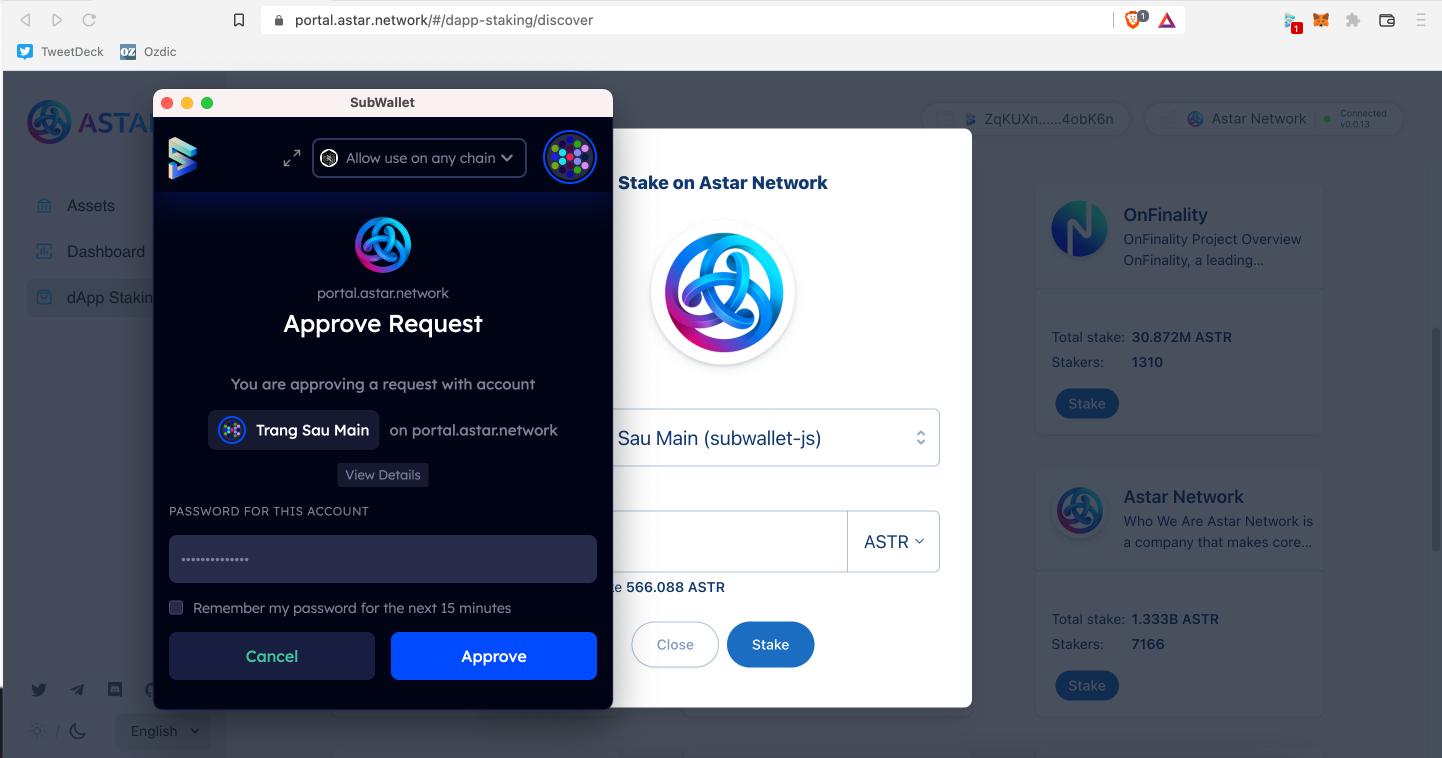 portal.astar.network/#/dapp-staking/discover
1
1
TweetDeck
OZ Ozdic
SubWallet
Allow use on any chain
portal.astar.network
Approve Request
You are approving a request with account
Trang Sau Main on portal.astar.network
View Details
PASSWORD FOR THIS ACCOUNT
••••••••••••••
Remember my password for the next 15 minutes
Cancel
Approve
ASTA
Assets
Dashboard
dApp Stakin
English
/
ZqKUXn......4obK6n
Astar Network
Connected
v0.0.13
Stake on Astar Network
Sau Main (subwallet-js)
ASTR
566.088 ASTR
Close
Stake
OnFinality
OnFinality Project Overview
OnFinality, a leading...
Total stake: 30.872M ASTR
Stakers: 1310
Stake
Astar Network
Who We Are Astar Network is
a company that makes core...
Total stake: 1.333B ASTR
Stakers: 7166
Stake